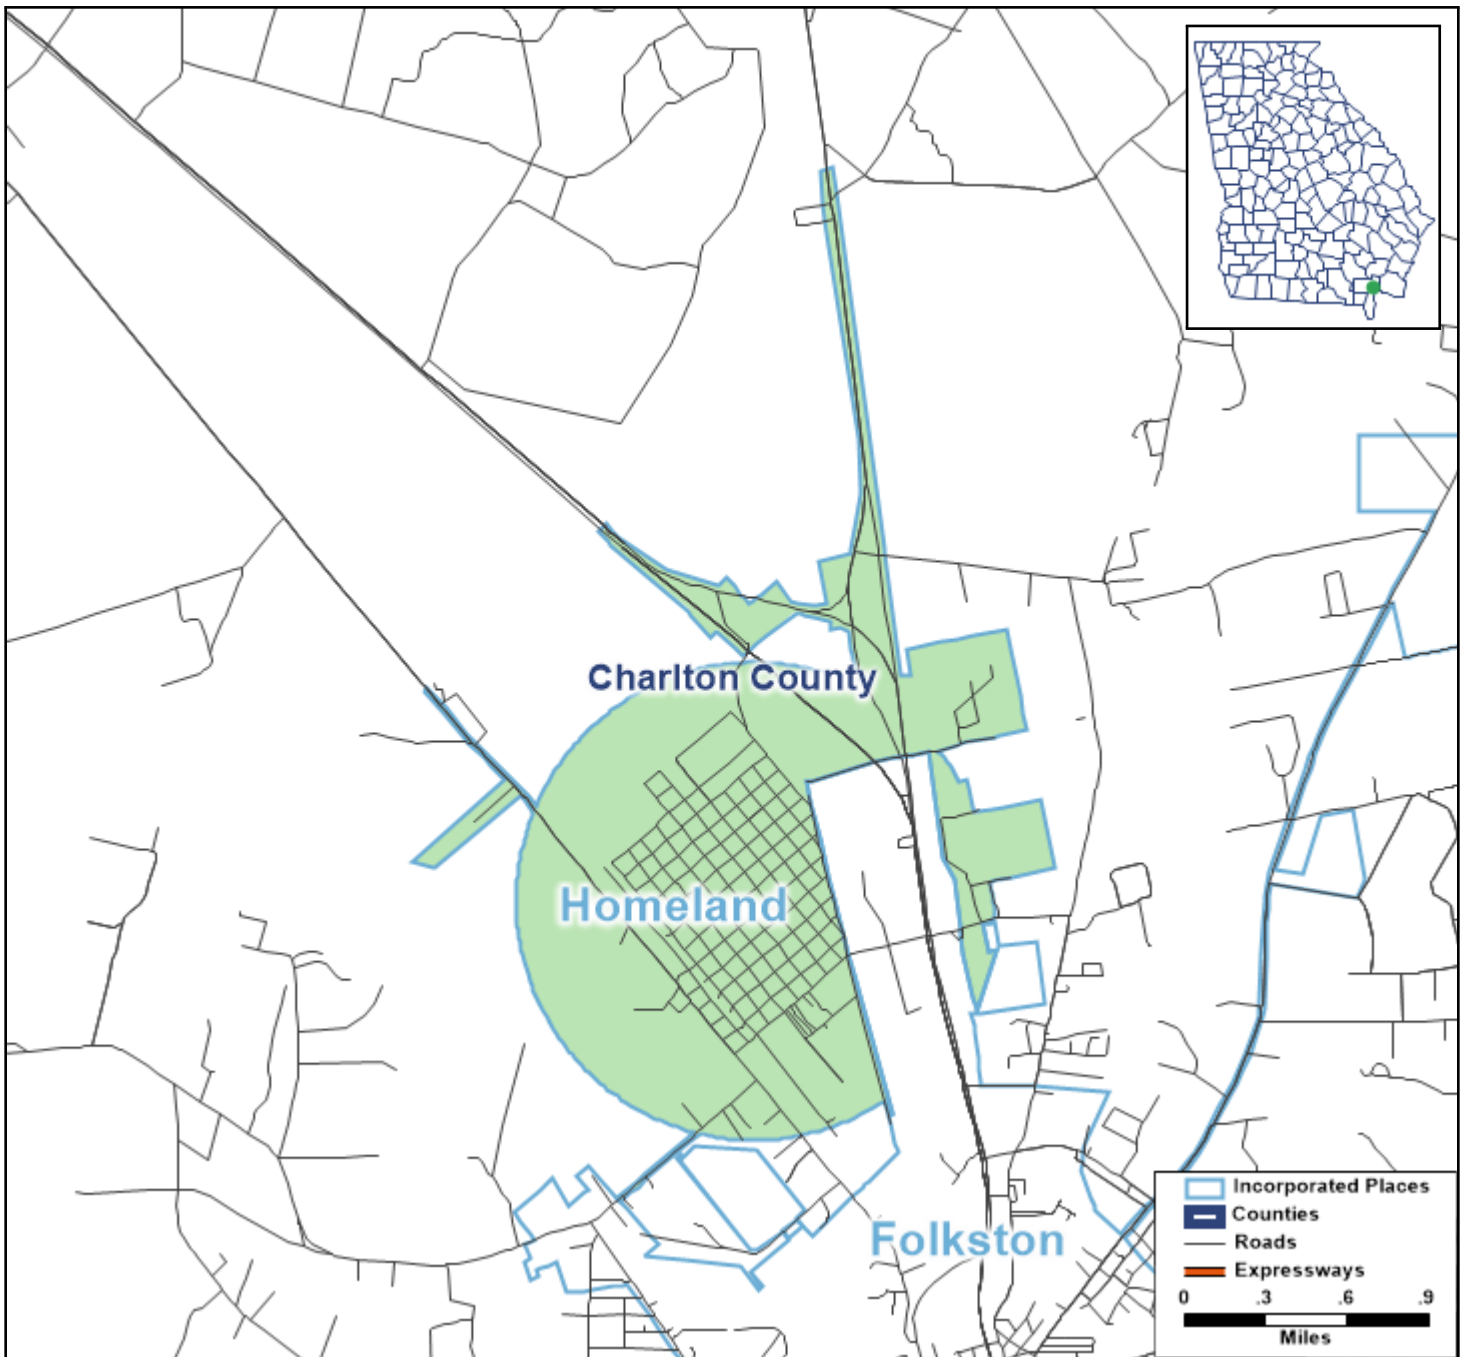 Charlton County
Homeland
Folkston
Incorporated Places
Counties
Roads
Expressways
0 .3 .6 .9
Miles